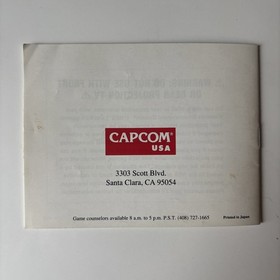 CAPCOM®
USA
3303 Scott Blvd.
Santa Clara, CA 95054
Game counselors available 8 a.m. to 5 p.m. P.S.T. (408) 727-1665
Printed in Japan